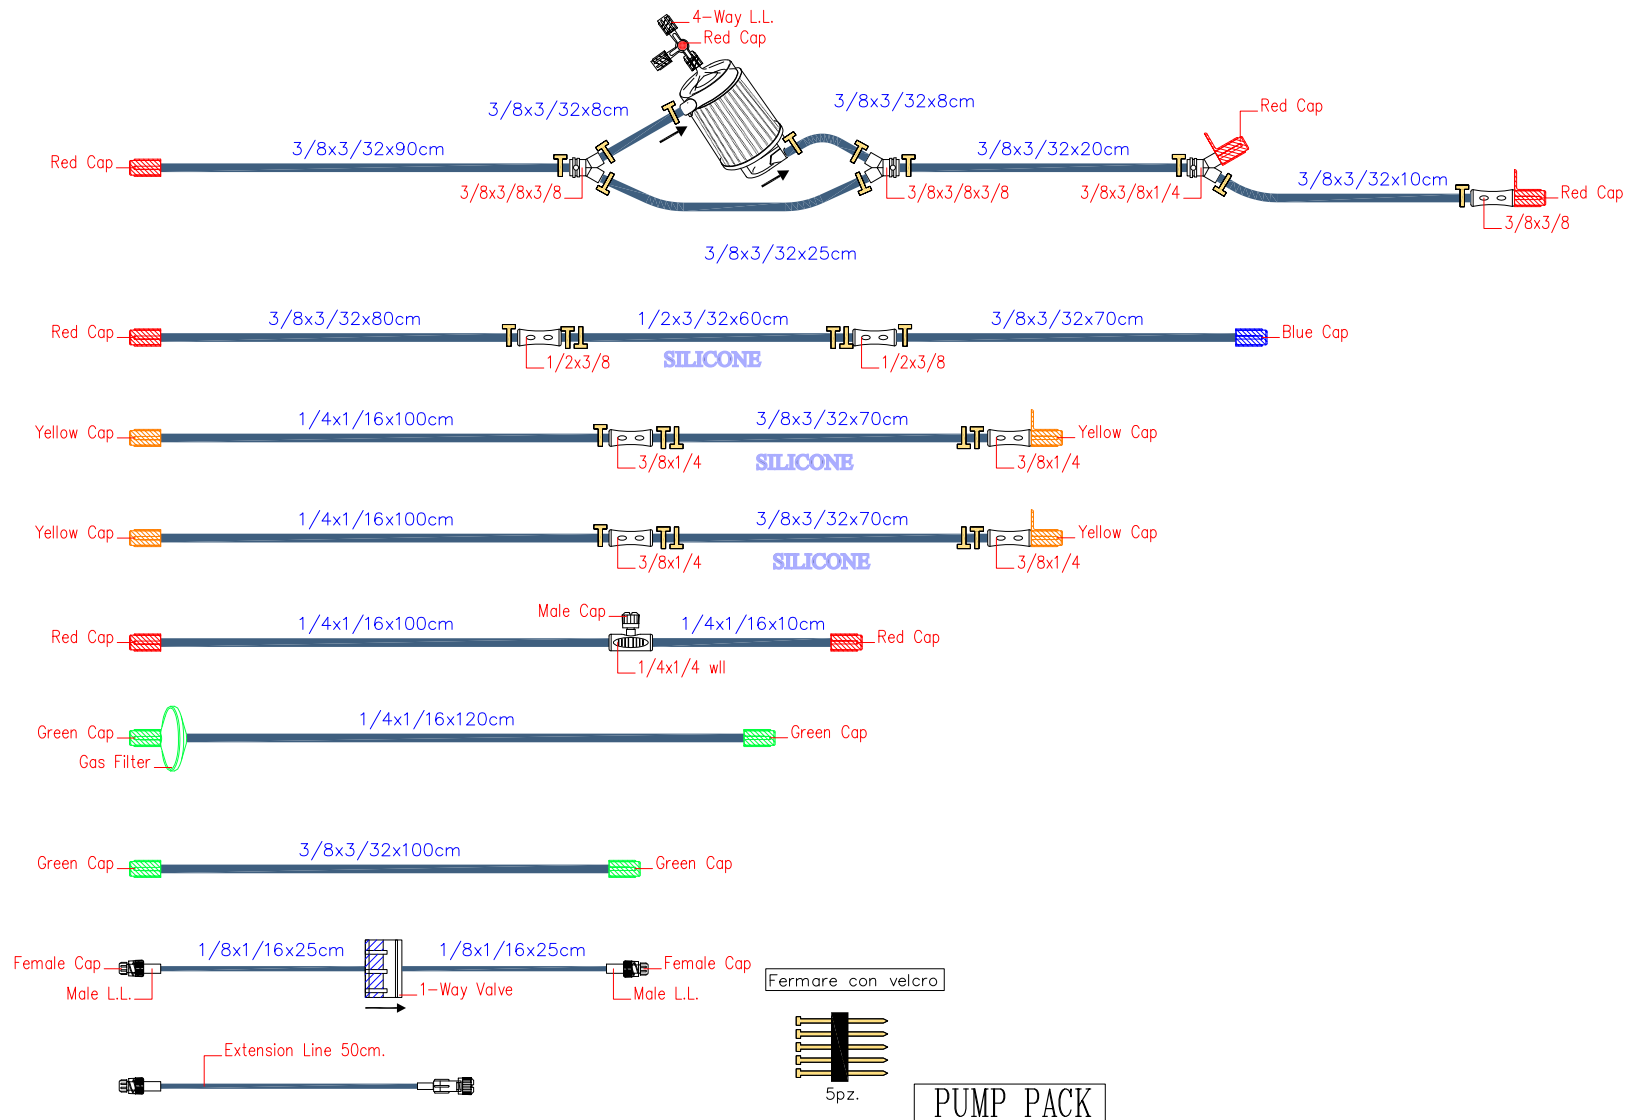 4-Way L.L.
Red Cap
3/8x3/32x8cm
3/8x3/32x8cm
Red Cap
Red Cap
3/8x3/32x90cm
3/8x3/32x20cm
3/8x3/32x10cm
Red Cap
3/8x3/8x3/8
3/8x3/8x3/8
3/8x3/8x1/4
3/8x3/8
3/8x3/32x25cm
Red Cap
3/8x3/32x80cm
1/2x3/32x60cm
3/8x3/32x70cm
Blue Cap
1/2x3/8
SILICONE
1/2x3/8
Yellow Cap
1/4x1/16x100cm
3/8x3/32x70cm
Yellow Cap
3/8x1/4
SILICONE
3/8x1/4
Yellow Cap
1/4x1/16x100cm
3/8x3/32x70cm
Yellow Cap
3/8x1/4
SILICONE
3/8x1/4
Male Cap
Red Cap
1/4x1/16x100cm
1/4x1/16x10cm
Red Cap
1/4x1/4 wll
Green Cap
1/4x1/16x120cm
Green Cap
Gas Filter
Green Cap
3/8x3/32x100cm
Green Cap
Female Cap
1/8x1/16x25cm
1/8x1/16x25cm
Female Cap
Male L.L.
1-Way Valve
Male L.L.
Fermare con velcro
Extension Line 50cm.
5pz.
PUMP PACK